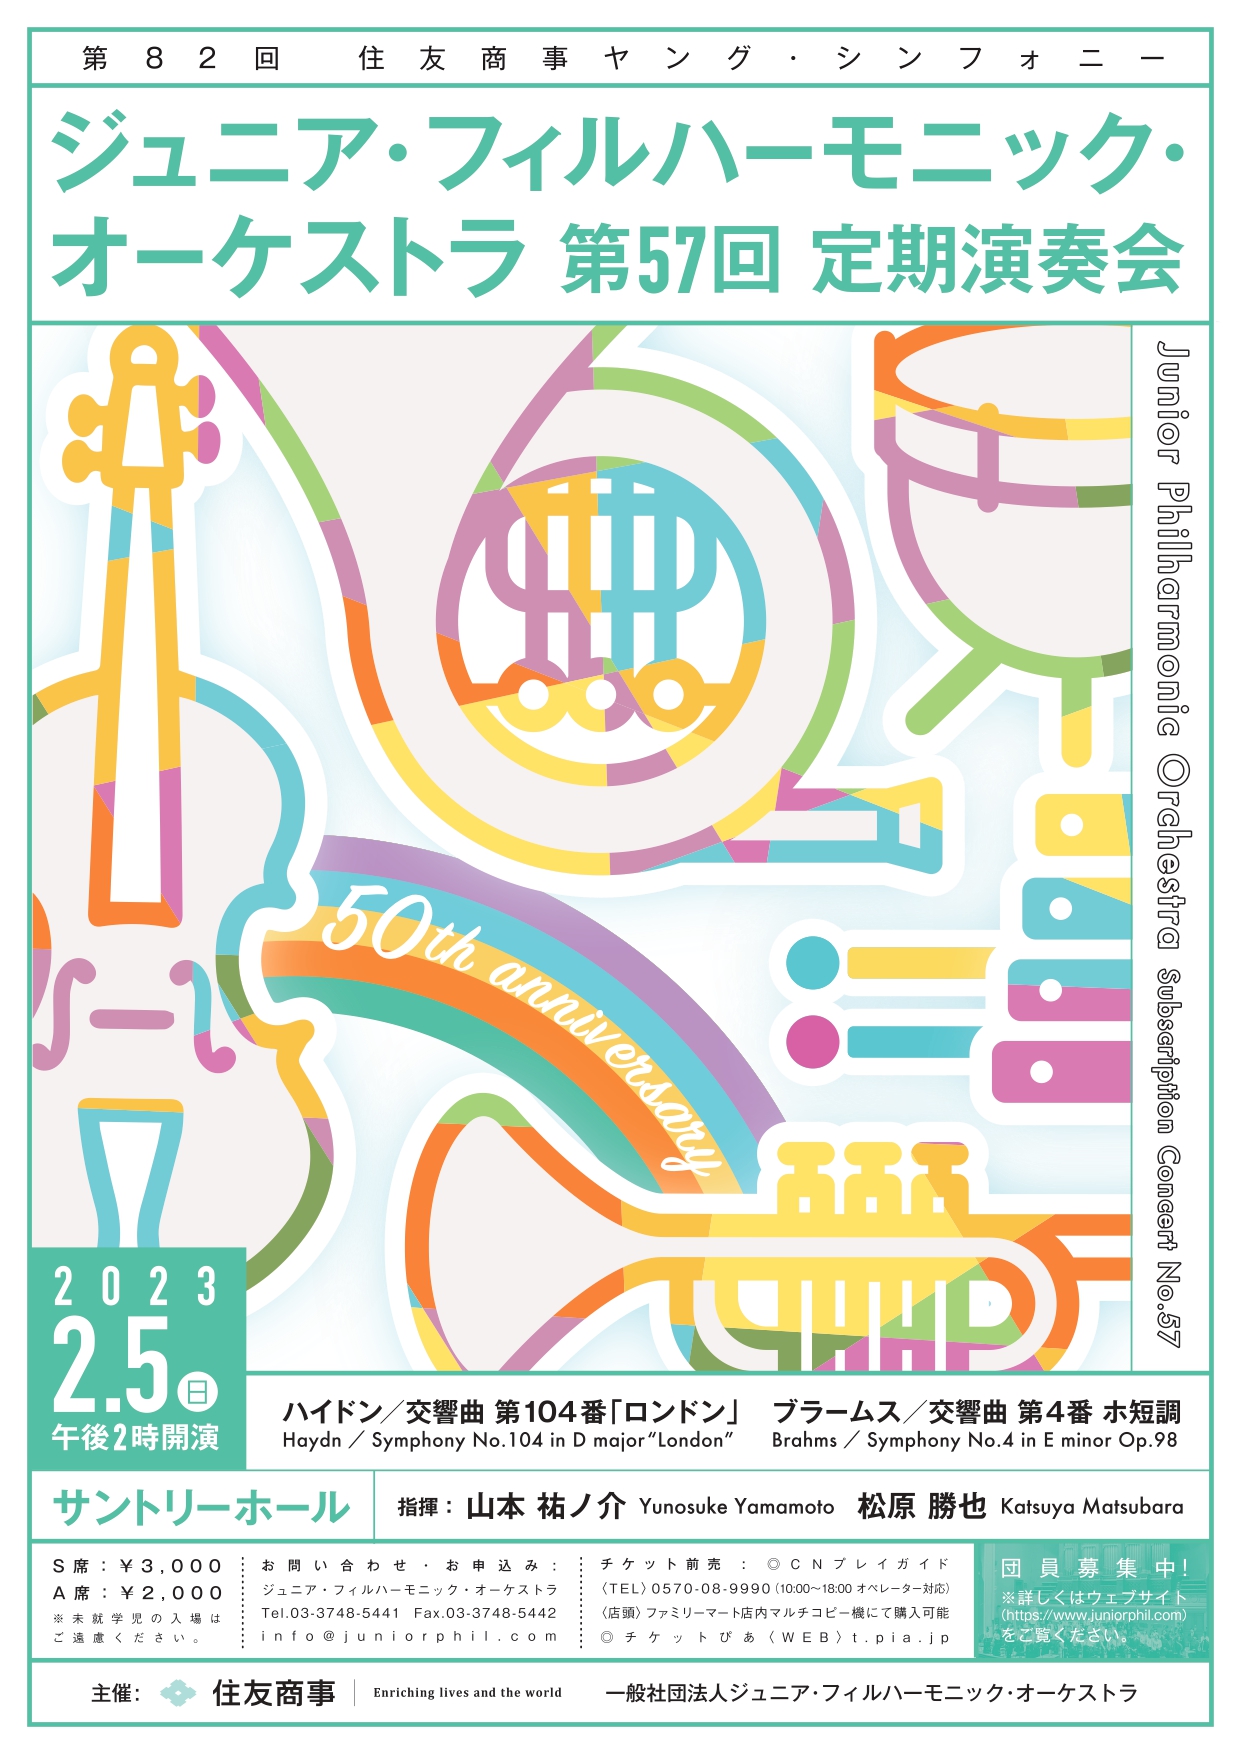 第82回 住友商事ヤング・シンフォニー
ジュニア・フィルハーモニック・
オーケストラ 第57回 定期演奏会
Junior Philharmonic Orchestra Subscription Concert No.57
50th anniversary
2023
2.5日
午後2時開演
ハイドン／交響曲 第104番「ロンドン」
Haydn / Symphony No.104 in D major “London”
ブラームス／交響曲 第4番 ホ短調
Brahms / Symphony No.4 in E minor Op.98
サントリーホール
指揮： 山本 祐ノ介 Yunosuke Yamamoto 松原 勝也 Katsuya Matsubara
S席：￥3,000
A席：￥2,000
※未就学児の入場は
ご遠慮ください。
お問い合わせ・お申込み：
ジュニア・フィルハーモニック・オーケストラ
Tel.03-3748-5441 Fax.03-3748-5442
info@juniorphil.com
チケット前売：◎CNプレイガイド
〈TEL〉0570-08-9990（10:00〜18:00 オペレーター対応）
〈店頭〉ファミリーマート店内マルチコピー機にて購入可能
◎チケットぴあ〈WEB〉t.pia.jp
団員募集中!
※詳しくはウェブサイト
（https://www.juniorphil.com）
をご覧ください。
主催： 住友商事 Enriching lives and the world 一般社団法人ジュニア・フィルハーモニック・オーケストラ